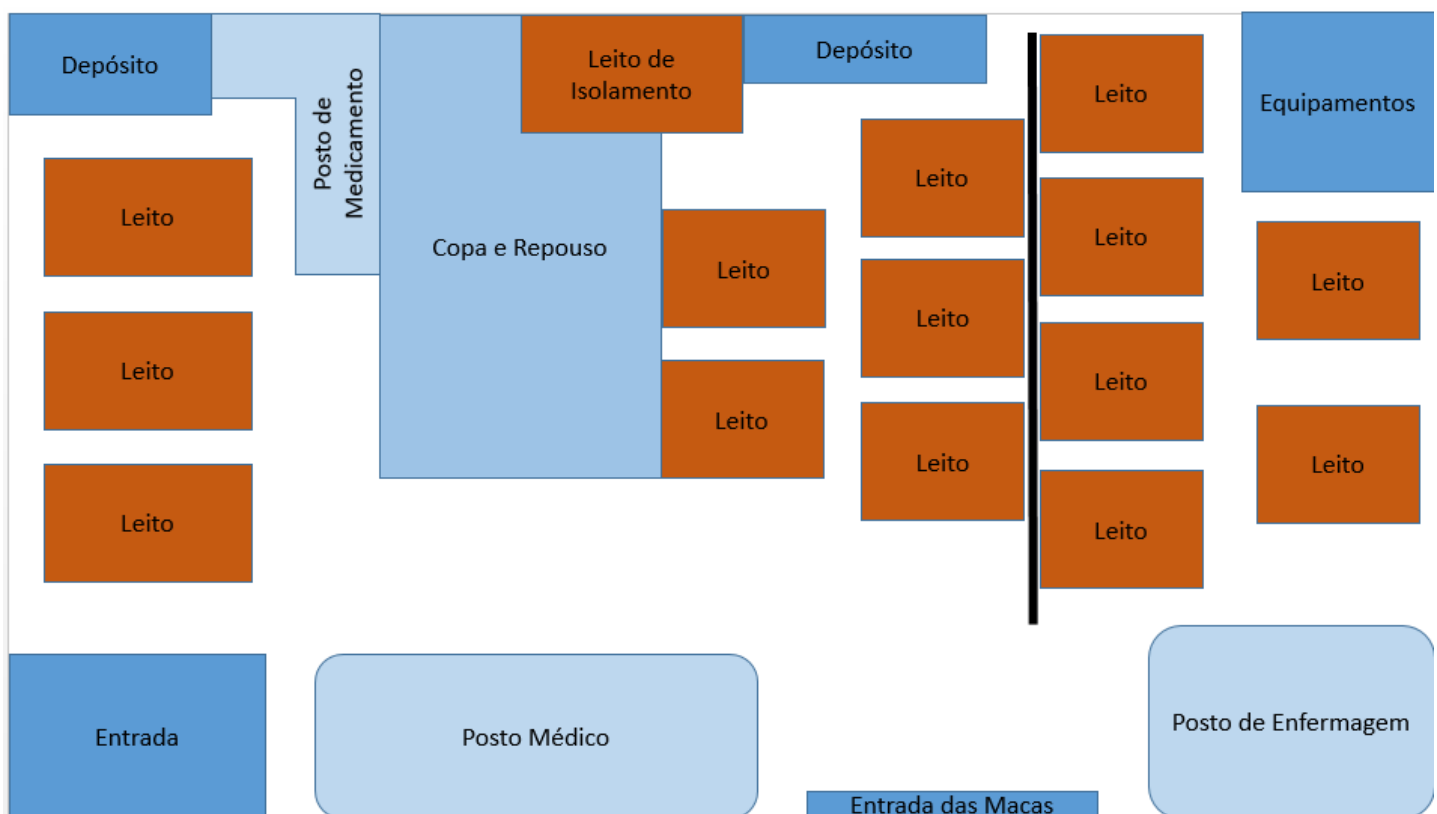 Depósito
Posto de
Medicamento
Leito de
Isolamento
Depósito
Leito
Equipamentos
Leito
Leito
Leito
Copa e Repouso
Leito
Leito
Leito
Leito
Leito
Leito
Leito
Leito
Leito
Leito
Leito
Entrada
Posto Médico
Posto de Enfermagem
Entrada das Macas